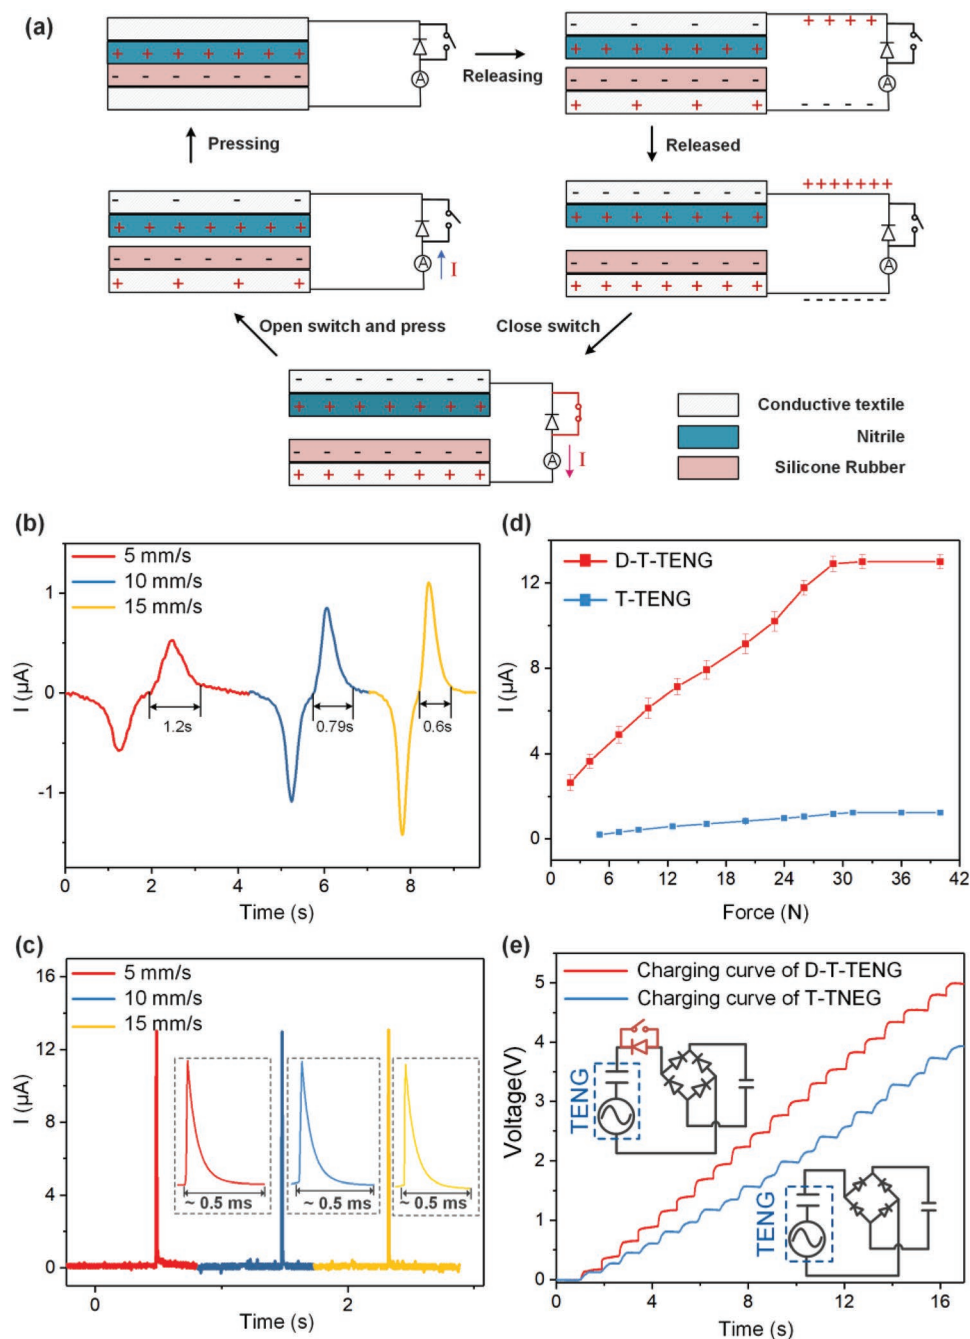 (a)
+ + + + + + +
- - - - - - -
A
Releasing
- - - -
+ + + + + + +
- - - - - - -
+ + + +
+ + + +
- - - - -
A
Pressing
Released
- - - -
+ + + + + + +
- - - - - - -
+ + + +
A
I
- - - - - - -
+ + + + + + +
- - - - - - -
+ + + + + + +
+++++++
- - - - - - -
A
Open switch and press
Close switch
- - - - - - -
+ + + + + + +
- - - - - - -
+ + + + + + +
A
I
Conductive textile
Nitrile
Silicone Rubber
(b)
5 mm/s
10 mm/s
15 mm/s
I (μA)
1
0
-1
1.2s
0.79s
0.6s
0 2 4 6 8
Time (s)
(d)
D-T-TENG
T-TENG
I (μA)
12
8
4
0
0 6 12 18 24 30 36 42
Force (N)
(c)
5 mm/s
10 mm/s
15 mm/s
I (μA)
16
12
8
4
0
~ 0.5 ms
~ 0.5 ms
~ 0.5 ms
0 2
Time (s)
(e)
Charging curve of D-T-TENG
Charging curve of T-TNEG
Voltage(V)
5
4
3
2
1
0
TENG
TENG
0 4 8 12 16
Time (s)